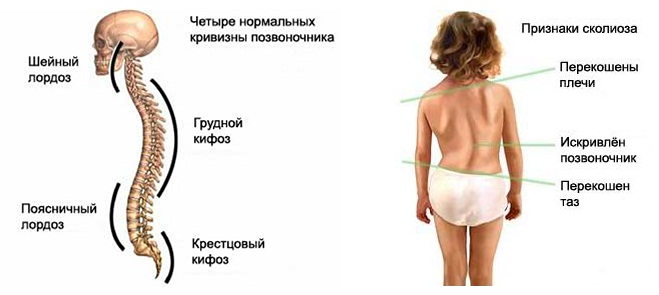 Четыре нормальных
кривизны позвоночника
Шейный
лордоз
Грудной
кифоз
Поясничный
лордоз
Крестцовый
кифоз
Признаки сколиоза
Перекошены
плечи
Искривлён
позвоночник
Перекошен
таз